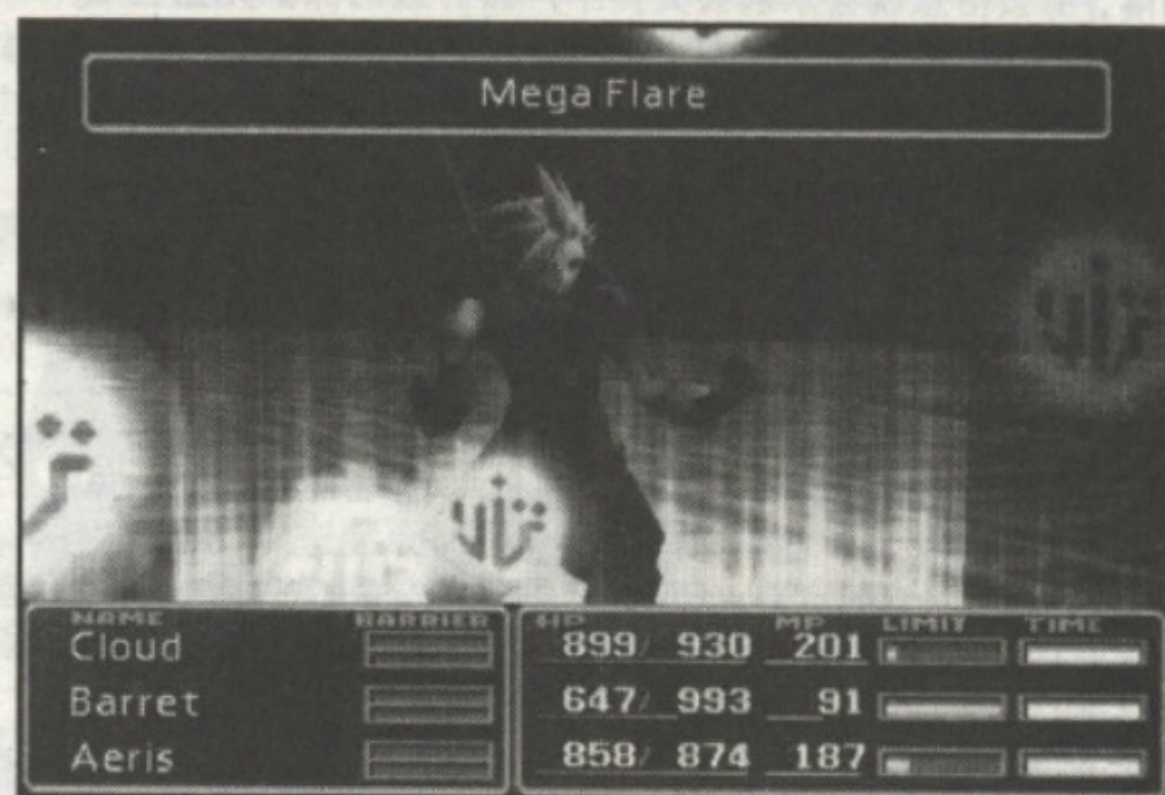 Mega Flare
NAME BARRIER HP MP LIMIT TIME
Cloud 899/ 930 201
Barret 647/ 993 91
Aeris 858/ 874 187